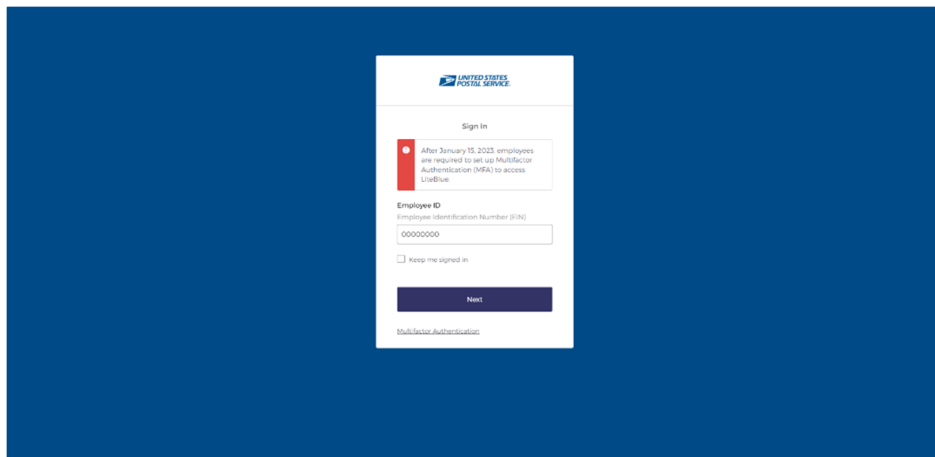 UNITED STATES
POSTAL SERVICE.
Sign In
After January 15, 2023, employees
are required to set up Multifactor
Authentication (MFA) to access
LiteBlue.
Employee ID
Employee Identification Number (EIN)
00000000
Keep me signed in
Next
Multifactor Authentication